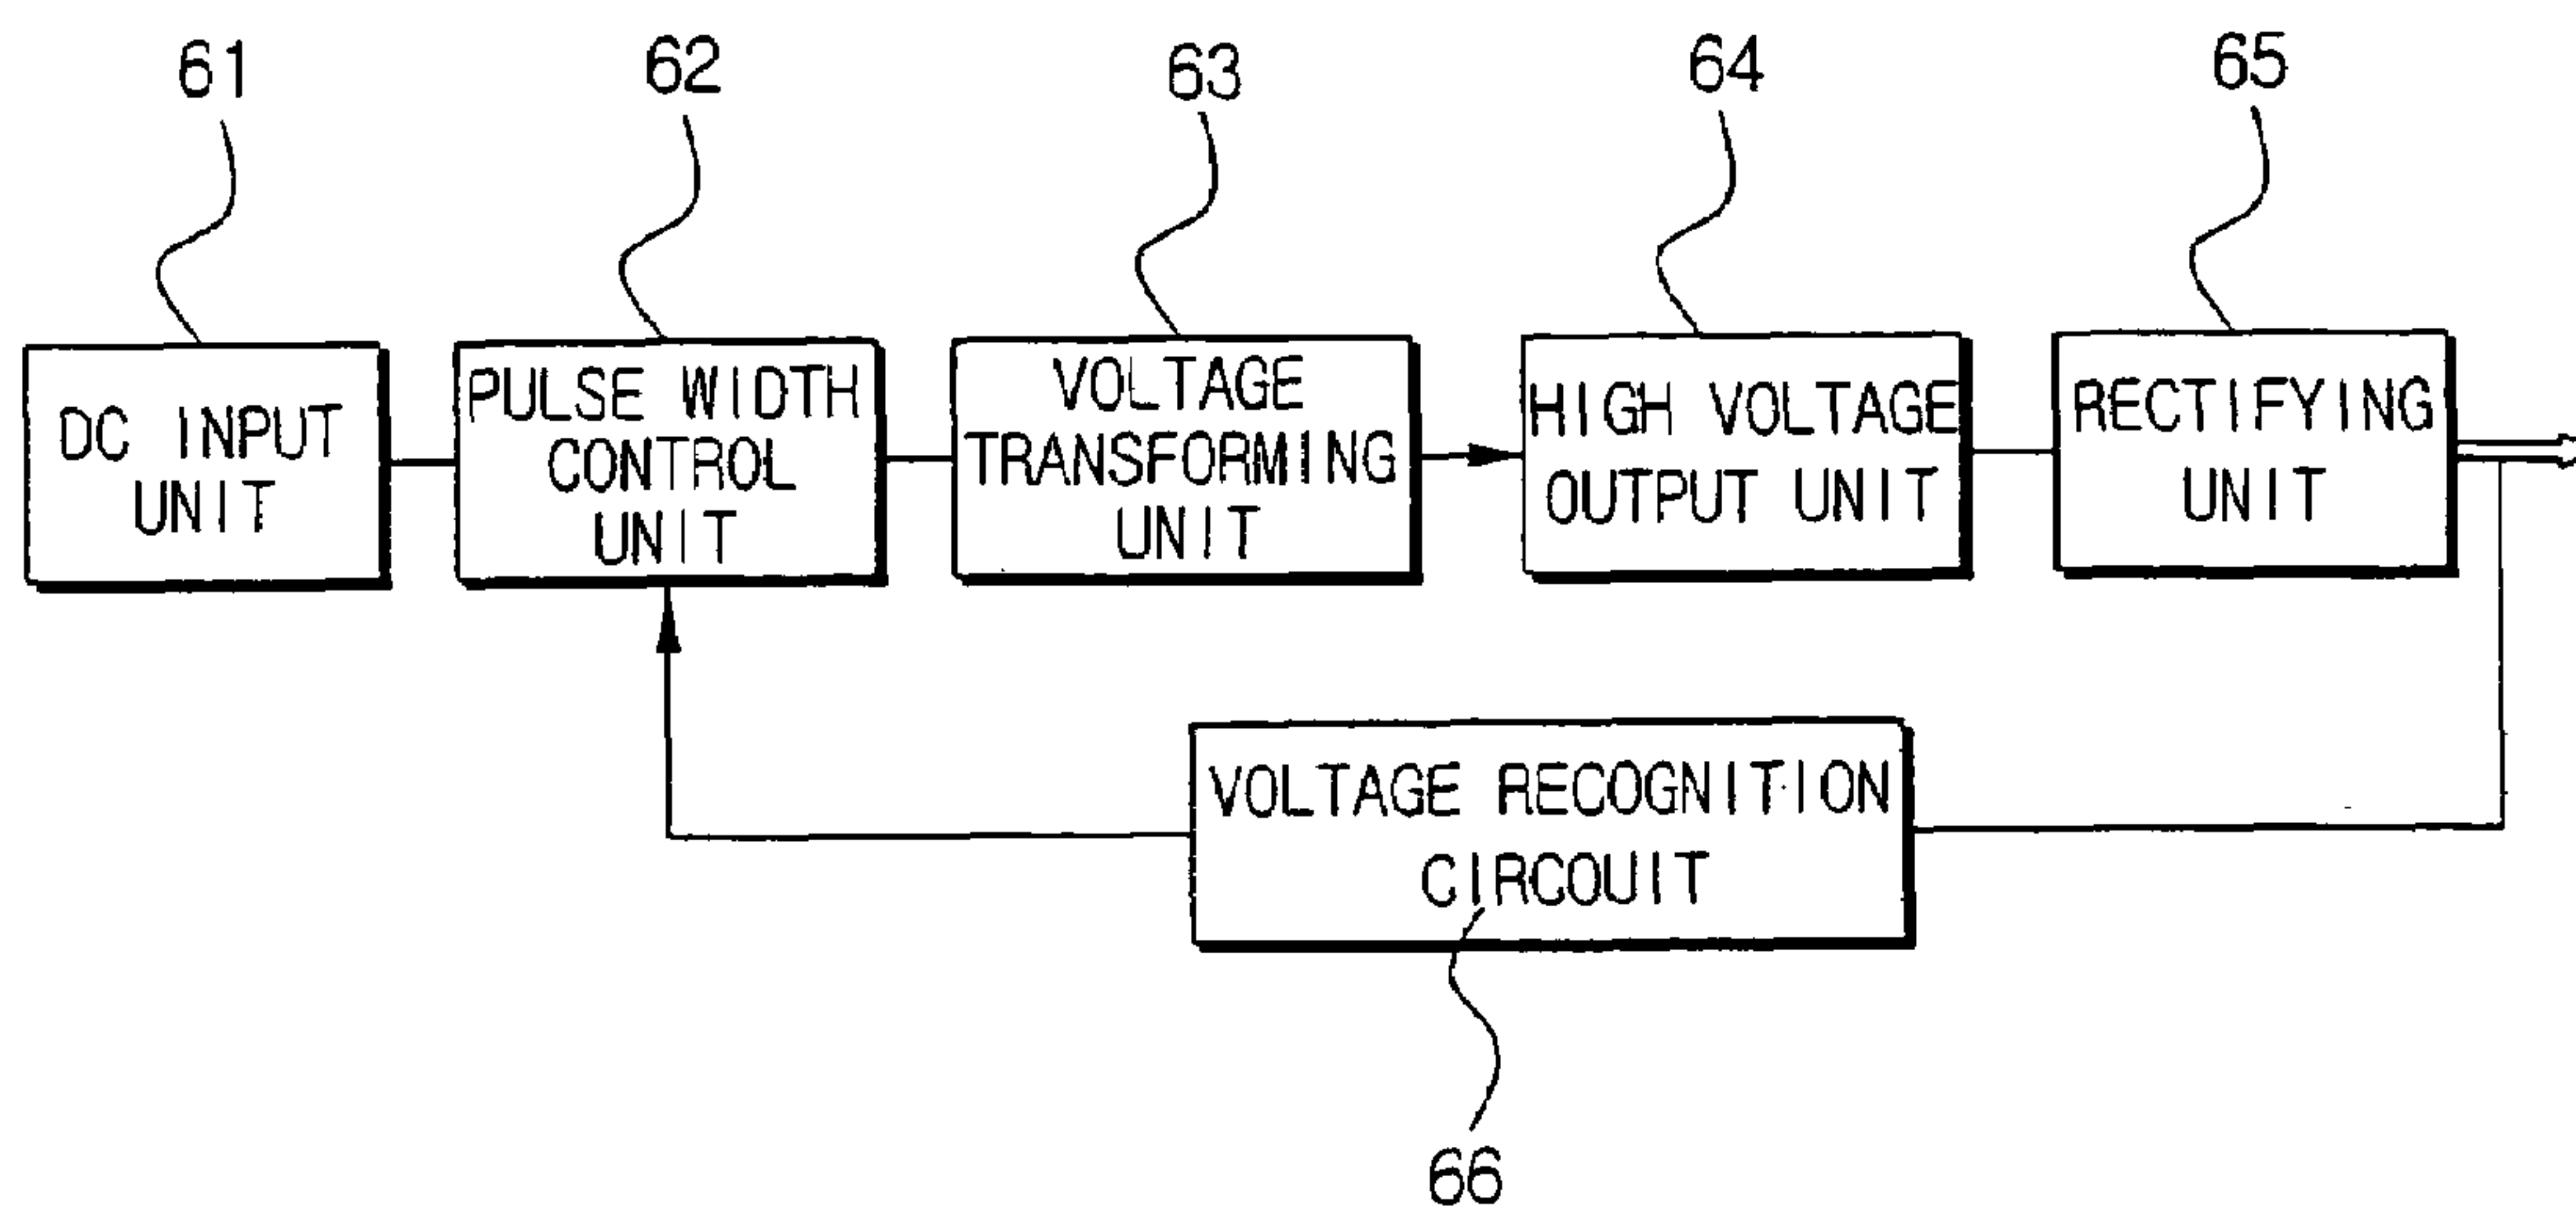 61
62
63
64
65
DC INPUT
UNIT
PULSE WIDTH
CONTROL
UNIT
VOLTAGE
TRANSFORMING
UNIT
HIGH VOLTAGE
OUTPUT UNIT
RECTIFYING
UNIT
VOLTAGE RECOGNITION
CIRCOUIT
66